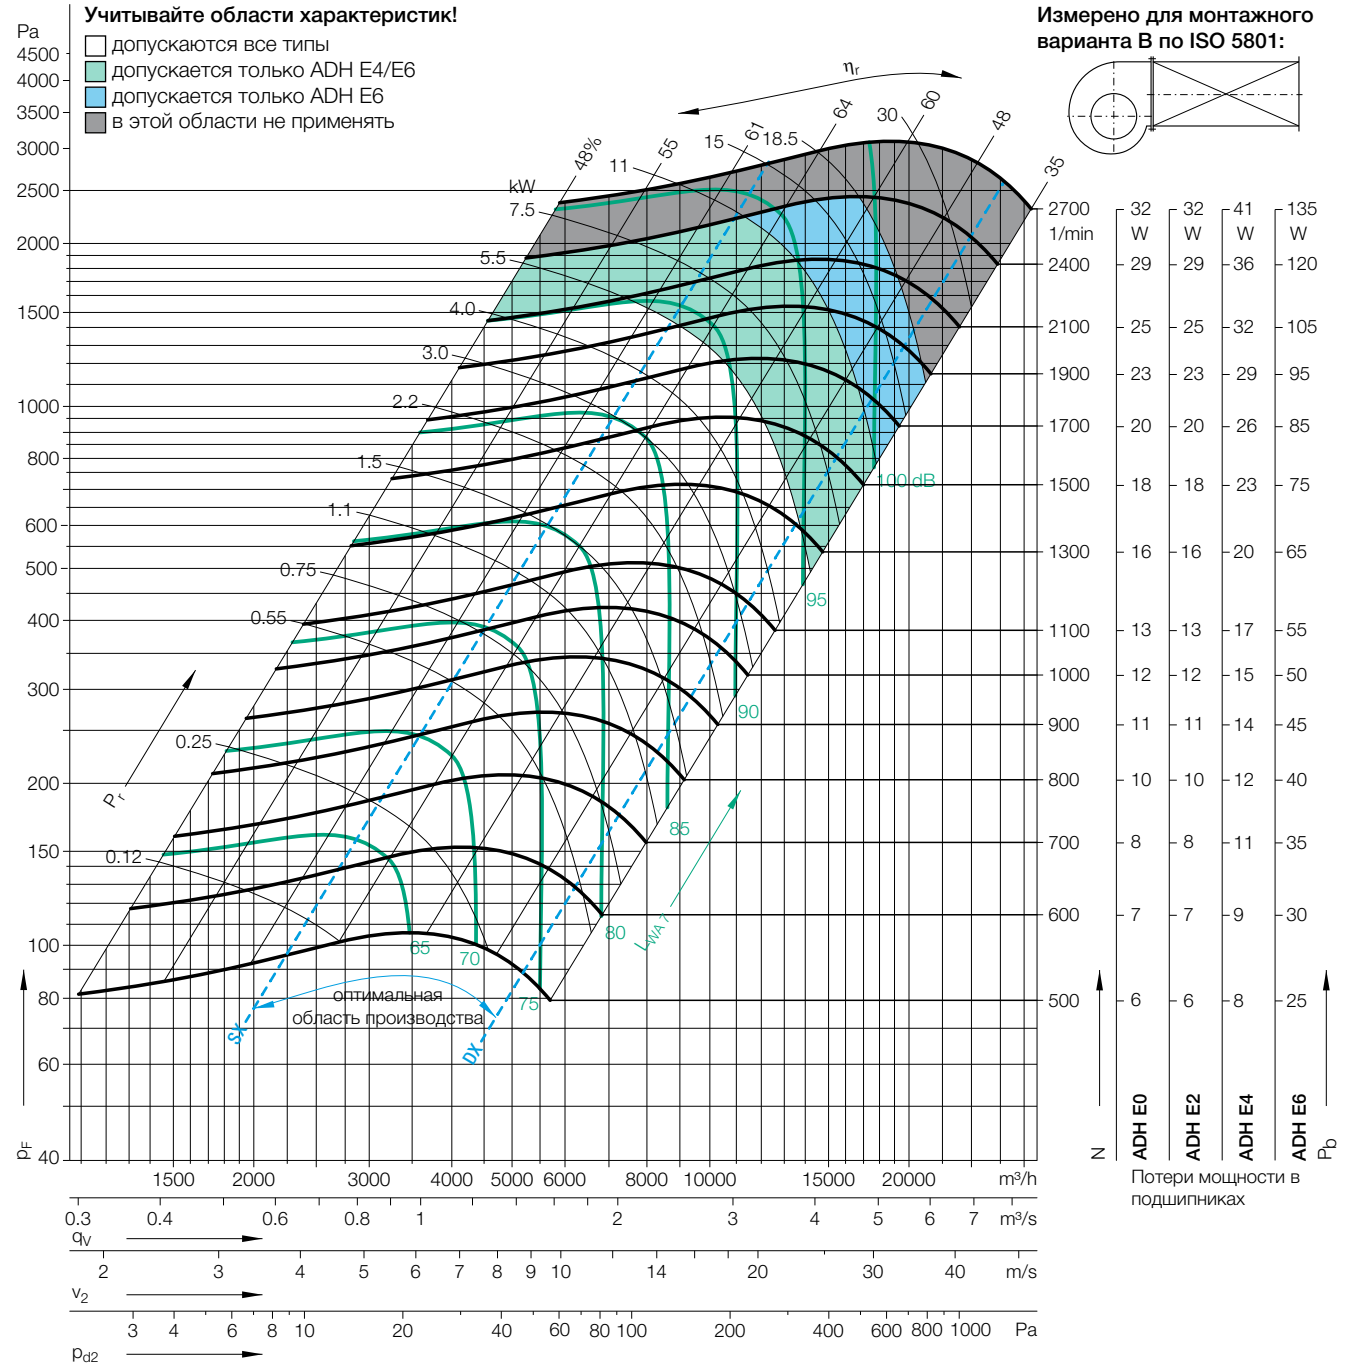 Учитывайте области характеристик!
допускаются все типы
допускается только ADH E4/E6
допускается только ADH E6
в этой области не применять
Измерено для монтажного
варианта В по ISO 5801:
Pa
4500
4000
3500
3000
2500
2000
1500
1000
800
600
500
400
300
200
150
100
80
60
40
pF
ηr
48%
55
61
64
60
48
35
kW
7.5
11
15
18.5
30
5.5
4.0
3.0
2.2
1.5
1.1
0.75
0.55
0.25
0.12
Pr
100 dB
95
90
85
80
75
70
65
LWA 7
SX
DX
оптимальная
область производства
2700 32 32 41 135
1/min W W W W
2400 29 29 36 120
2100 25 25 32 105
1900 23 23 29 95
1700 20 20 26 85
1500 18 18 23 75
1300 16 16 20 65
1100 13 13 17 55
1000 12 12 15 50
900 11 11 14 45
800 10 10 12 40
700 8 8 11 35
600 7 7 9 30
500 6 6 8 25
N
ADH E0
ADH E2
ADH E4
ADH E6
Pb
Потери мощности в
подшипниках
1500 2000 3000 4000 5000 6000 8000 10000 15000 20000 m³/h
0.3 0.4 0.6 0.8 1 2 3 4 5 6 7 m³/s
qV
2 3 4 5 6 7 8 9 10 14 20 30 40 m/s
v2
3 4 6 8 10 20 40 60 80 100 200 400 600 800 1000 Pa
pd2